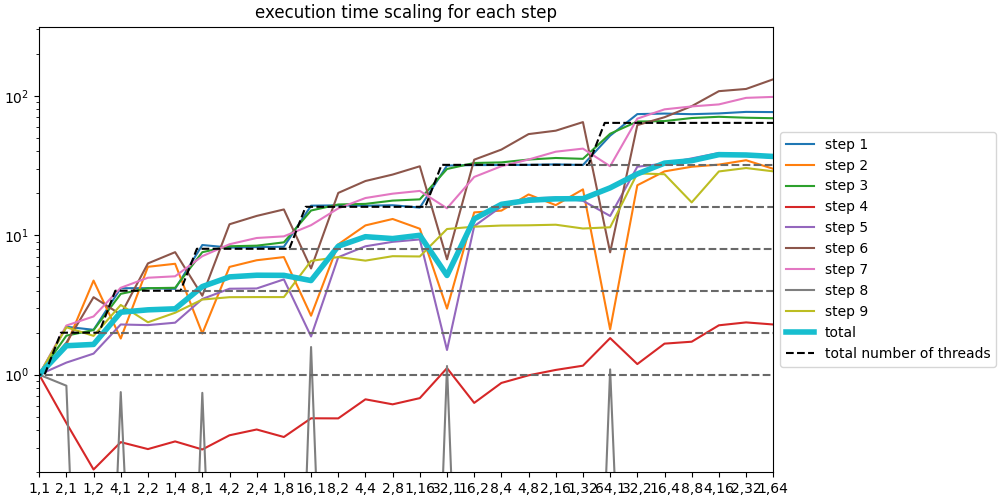 execution time scaling for each step
10²
10¹
10⁰
1,1 2,1 1,2 4,1 2,2 1,4 8,1 4,2 2,4 1,8 16,1 8,2 4,4 2,8 1,16 32,1 16,2 8,4 4,8 2,16 1,32 64,1 32,2 16,4 8,8 4,16 2,32 1,64
step 1
step 2
step 3
step 4
step 5
step 6
step 7
step 8
step 9
total
total number of threads